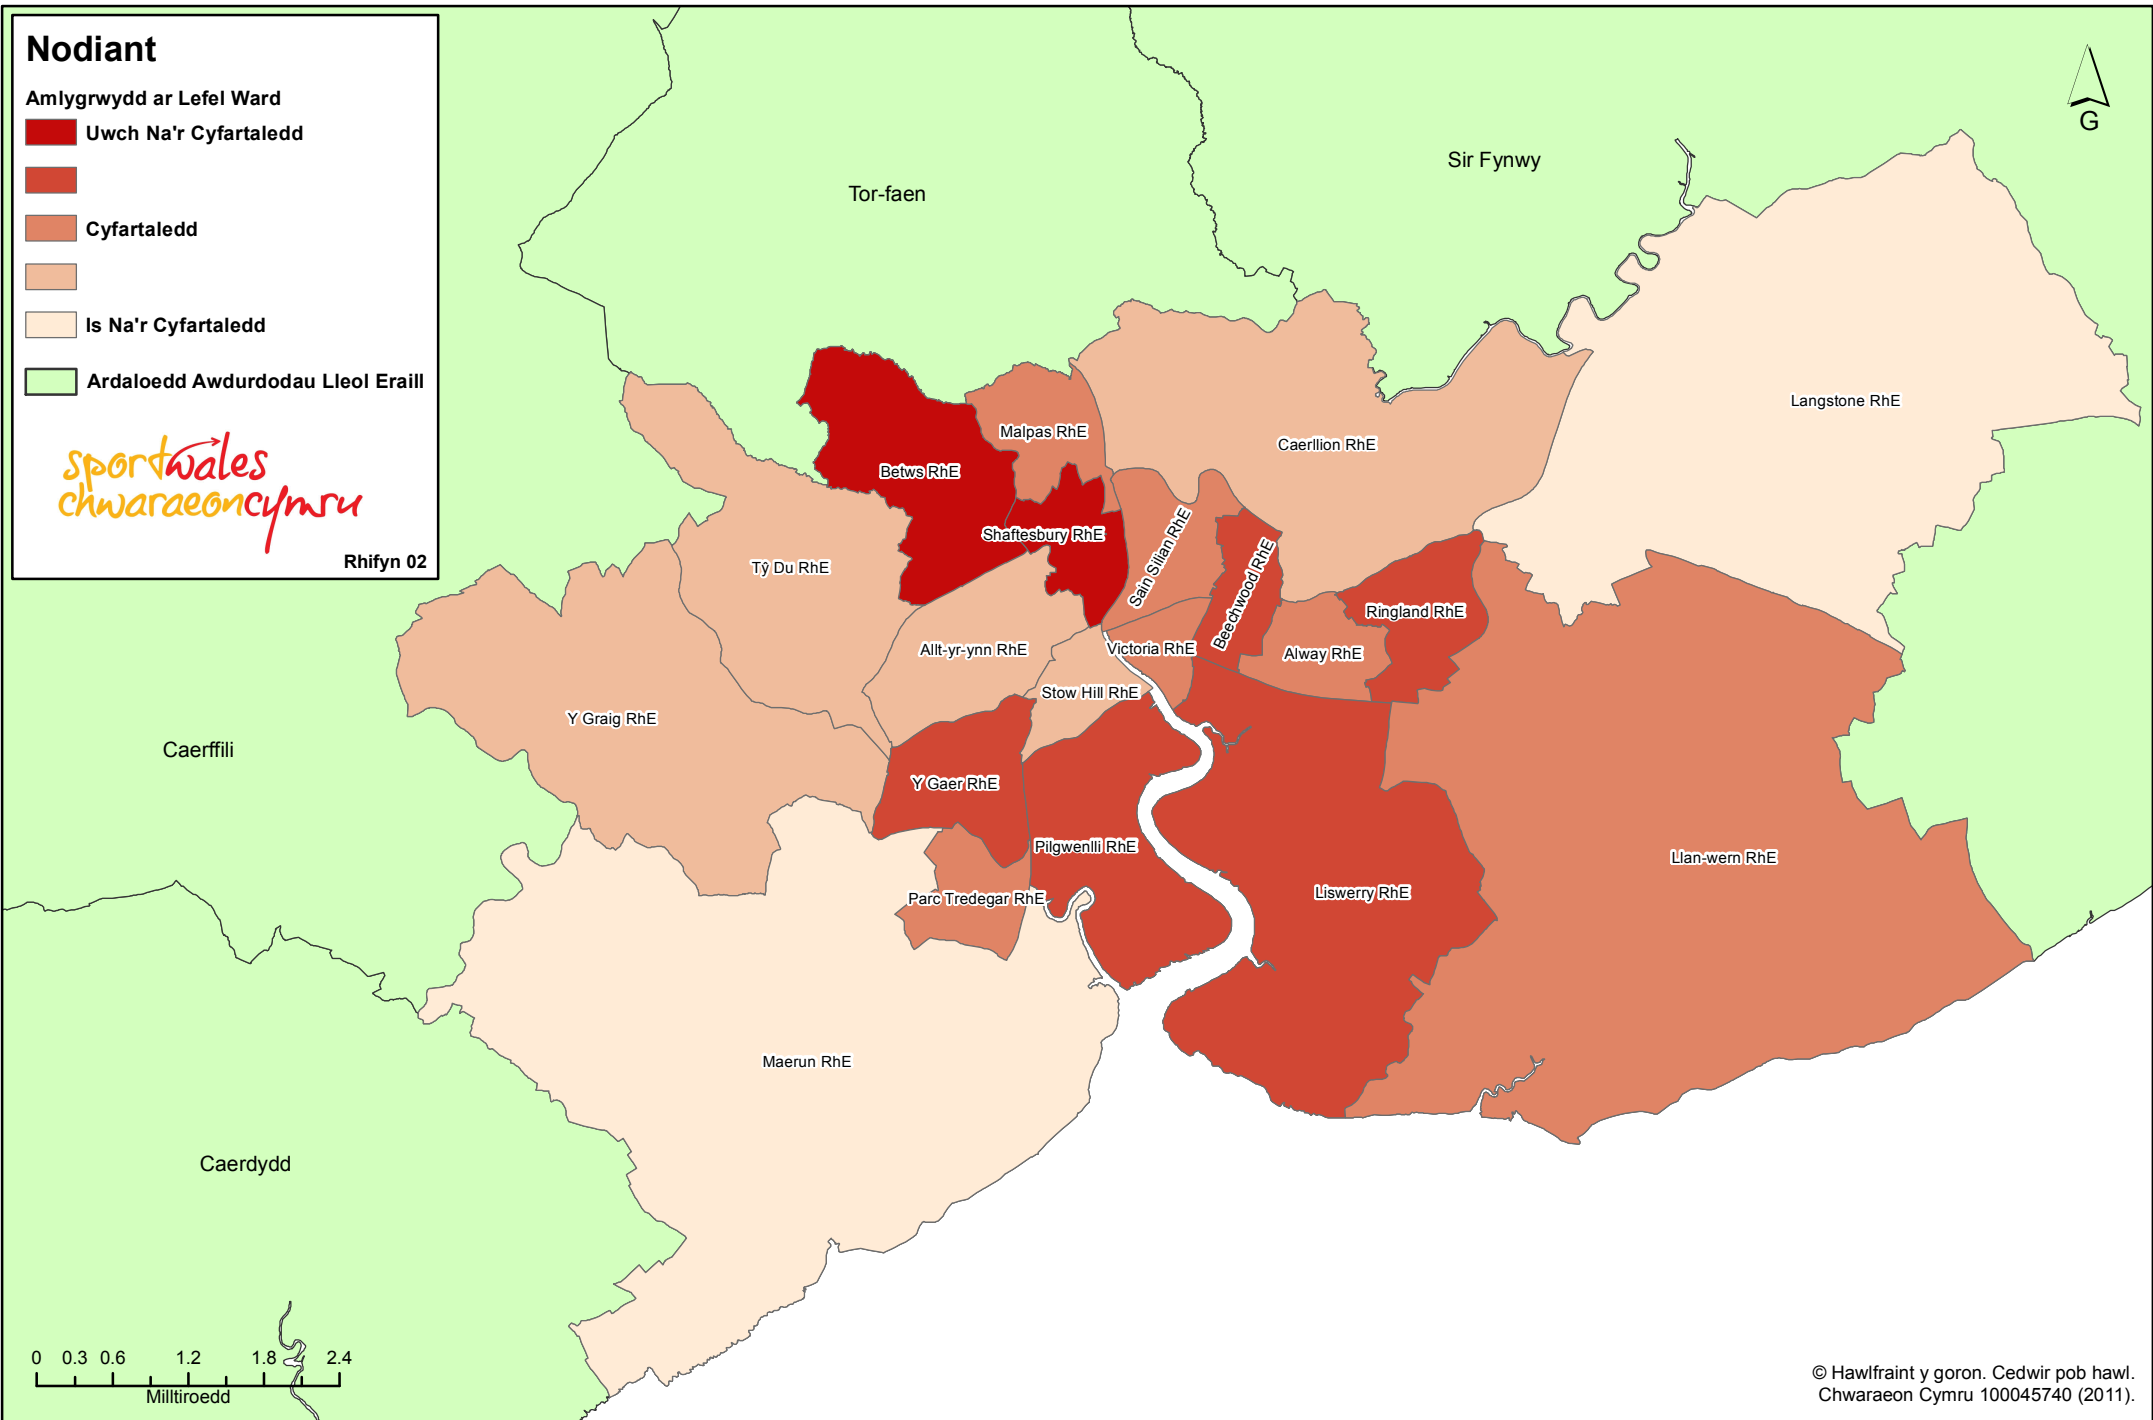 Nodiant
Amlygrwydd ar Lefel Ward
Uwch Na'r Cyfartaledd
Cyfartaledd
Is Na'r Cyfartaledd
Ardaloedd Awdurdodau Lleol Eraill
sportwales
chwaraeoncymru
Rhifyn 02
G
Sir Fynwy
Tor-faen
Langstone RhE
Malpas RhE
Caerllion RhE
Betws RhE
Shaftesbury RhE
Sain Silian RhE
Beechwood RhE
Tŷ Du RhE
Ringland RhE
Allt-yr-ynn RhE
Victoria RhE
Alway RhE
Stow Hill RhE
Y Graig RhE
Caerffili
Y Gaer RhE
Pilgwenlli RhE
Llan-wern RhE
Liswerry RhE
Parc Tredegar RhE
Maerun RhE
Caerdydd
0 0.3 0.6 1.2 1.8 2.4
Milltiroedd
© Hawlfraint y goron. Cedwir pob hawl.
Chwaraeon Cymru 100045740 (2011).